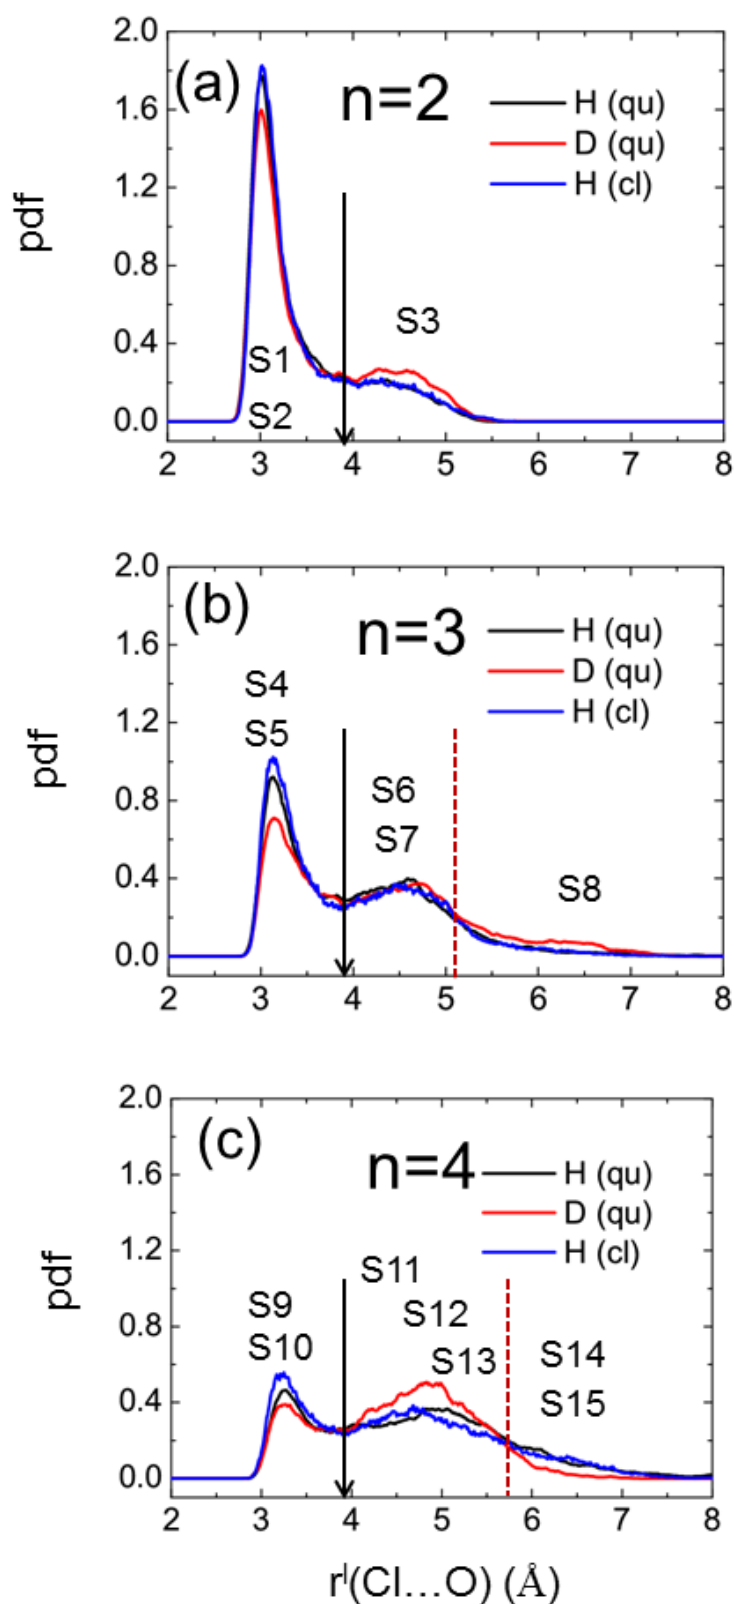 (a)
n=2
H (qu)
D (qu)
H (cl)
2.0
1.6
1.2
0.8
0.4
0.0
pdf
S1
S2
S3
2 3 4 5 6 7 8
(b)
n=3
H (qu)
D (qu)
H (cl)
2.0
1.6
1.2
0.8
0.4
0.0
pdf
S4
S5
S6
S7
S8
2 3 4 5 6 7 8
(c)
n=4
H (qu)
D (qu)
H (cl)
2.0
1.6
1.2
0.8
0.4
0.0
pdf
S9
S10
S11
S12
S13
S14
S15
2 3 4 5 6 7 8
rˡ(Cl...O) (Å)